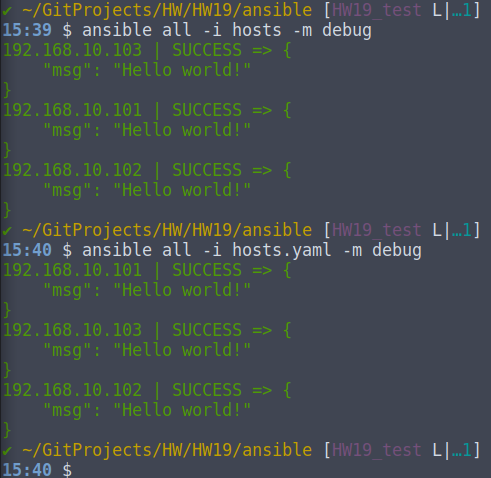 ✔ ~/GitProjects/HW/HW19/ansible [HW19_test L|…1]
15:39 $ ansible all -i hosts -m debug
192.168.10.103 | SUCCESS => {
    "msg": "Hello world!"
}
192.168.10.101 | SUCCESS => {
    "msg": "Hello world!"
}
192.168.10.102 | SUCCESS => {
    "msg": "Hello world!"
}
✔ ~/GitProjects/HW/HW19/ansible [HW19_test L|…1]
15:40 $ ansible all -i hosts.yaml -m debug
192.168.10.101 | SUCCESS => {
    "msg": "Hello world!"
}
192.168.10.103 | SUCCESS => {
    "msg": "Hello world!"
}
192.168.10.102 | SUCCESS => {
    "msg": "Hello world!"
}
✔ ~/GitProjects/HW/HW19/ansible [HW19_test L|…1]
15:40 $